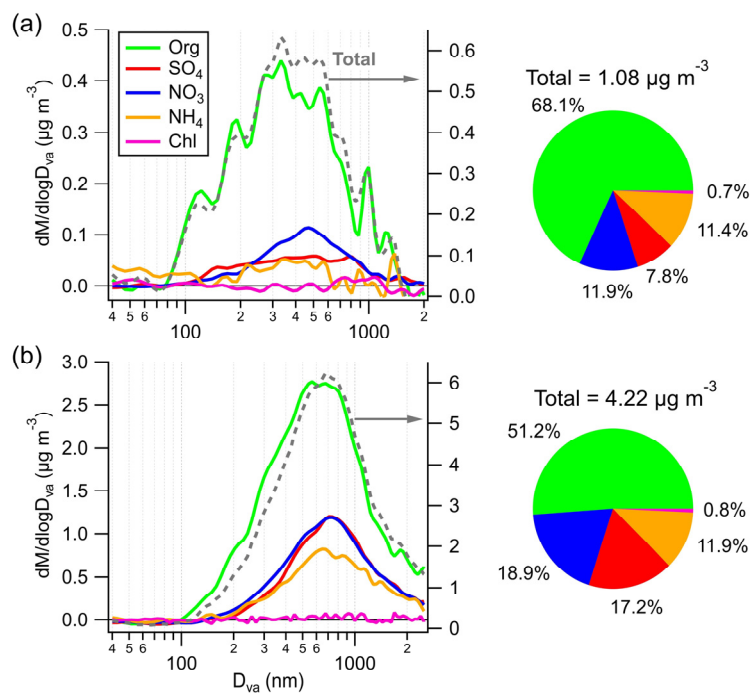 (a)
dM/dlogDva (µg m-3)
0.5
0.4
0.3
0.2
0.1
0.0
Org
SO4
NO3
NH4
Chl
Total
0.6
0.5
0.4
0.3
0.2
0.1
0.0
4 5 6 2 3 4 5 6 2
100 1000
Total = 1.08 µg m-3
68.1%
0.7%
11.4%
7.8%
11.9%
(b)
dM/dlogDva (µg m-3)
3.0
2.5
2.0
1.5
1.0
0.5
0.0
6
5
4
3
2
1
0
4 5 6 2 3 4 5 6 2
100 1000
Dva (nm)
Total = 4.22 µg m-3
51.2%
0.8%
11.9%
17.2%
18.9%